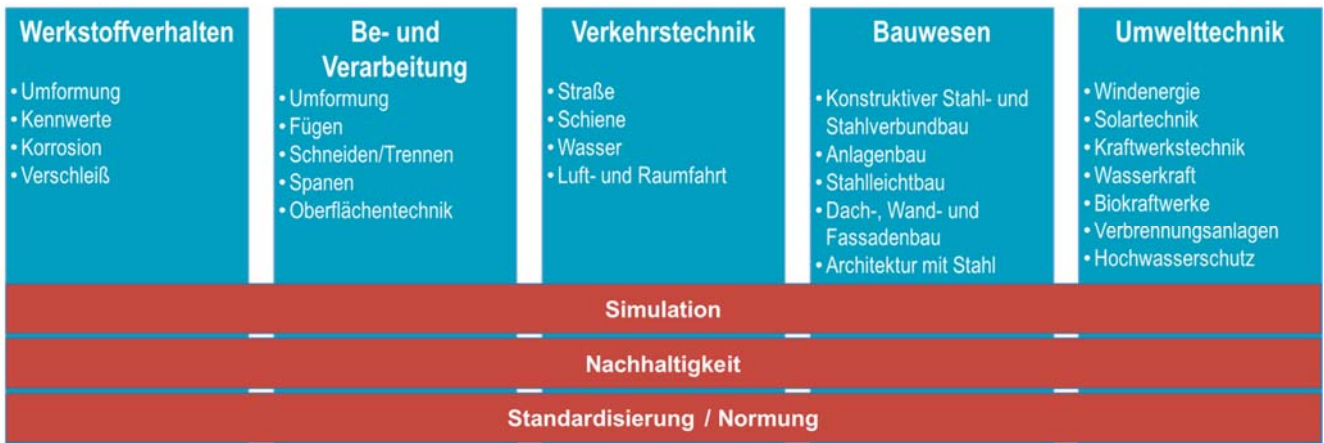 Werkstoffverhalten
• Umformung
• Kennwerte
• Korrosion
• Verschleiß
Be- und
Verarbeitung
• Umformung
• Fügen
• Schneiden/Trennen
• Spanen
• Oberflächentechnik
Verkehrstechnik
• Straße
• Schiene
• Wasser
• Luft- und Raumfahrt
Bauwesen
• Konstruktiver Stahl- und
Stahlverbundbau
• Anlagenbau
• Stahlleichtbau
• Dach-, Wand- und
Fassadenbau
• Architektur mit Stahl
Umwelttechnik
• Windenergie
• Solartechnik
• Kraftwerkstechnik
• Wasserkraft
• Biokraftwerke
• Verbrennungsanlagen
• Hochwasserschutz
Simulation
Nachhaltigkeit
Standardisierung / Normung